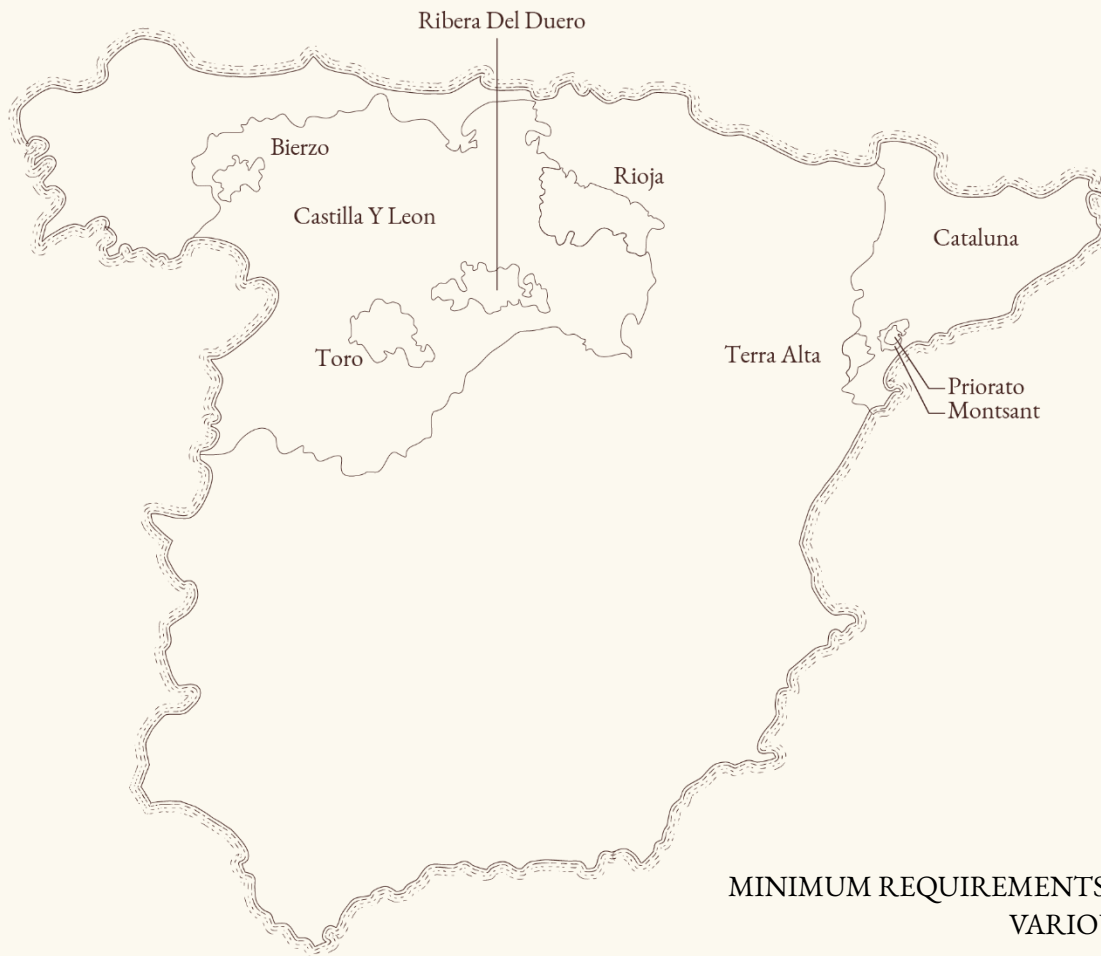 Ribera Del Duero
Bierzo
Rioja
Castilla Y Leon
Cataluna
Toro
Terra Alta
Priorato
Montsant
MINIMUM REQUIREMENTS